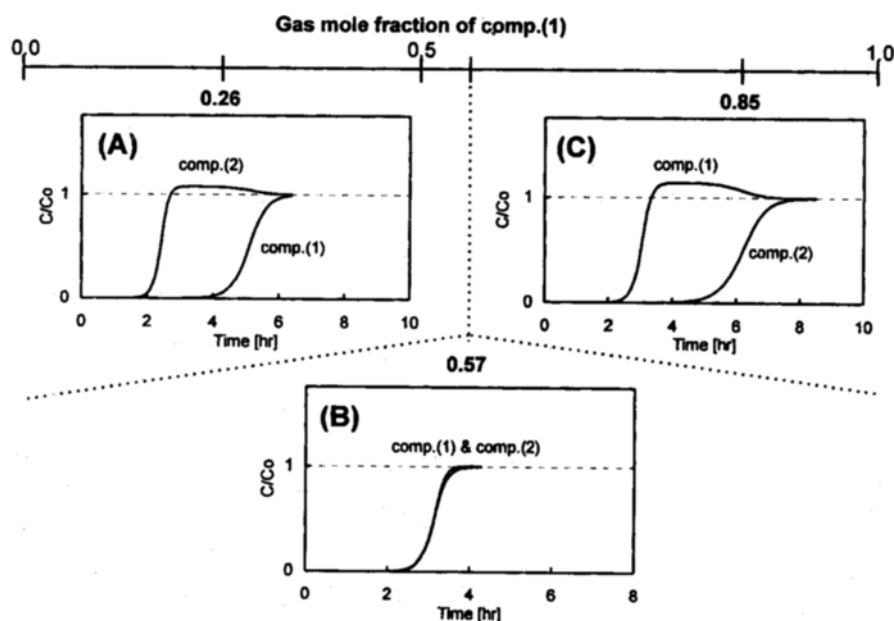 Gas mole fraction of comp.(1)
0.0
0.5
1.0
0.26
0.85
(A)
comp.(2)
1
C/Co
comp.(1)
0
0 2 4 6 8 10
Time [hr]
(C)
comp.(1)
1
C/Co
comp.(2)
0
0 2 4 6 8 10
Time [hr]
0.57
(B)
comp.(1) & comp.(2)
1
C/Co
0
0 2 4 6 8
Time [hr]